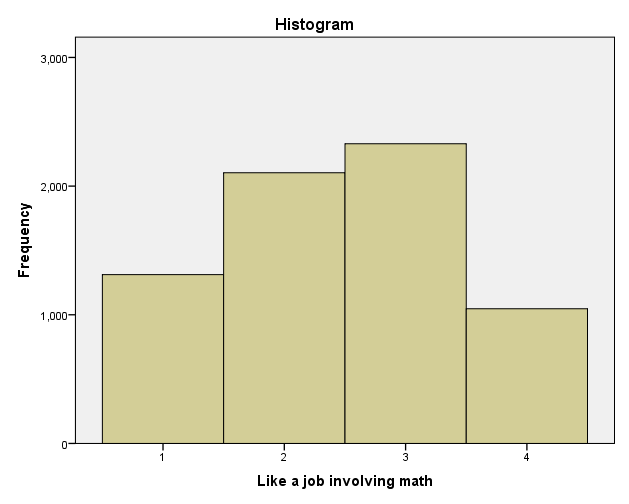 Histogram
3,000
2,000
1,000
0
Frequency
1 2 3 4
Like a job involving math